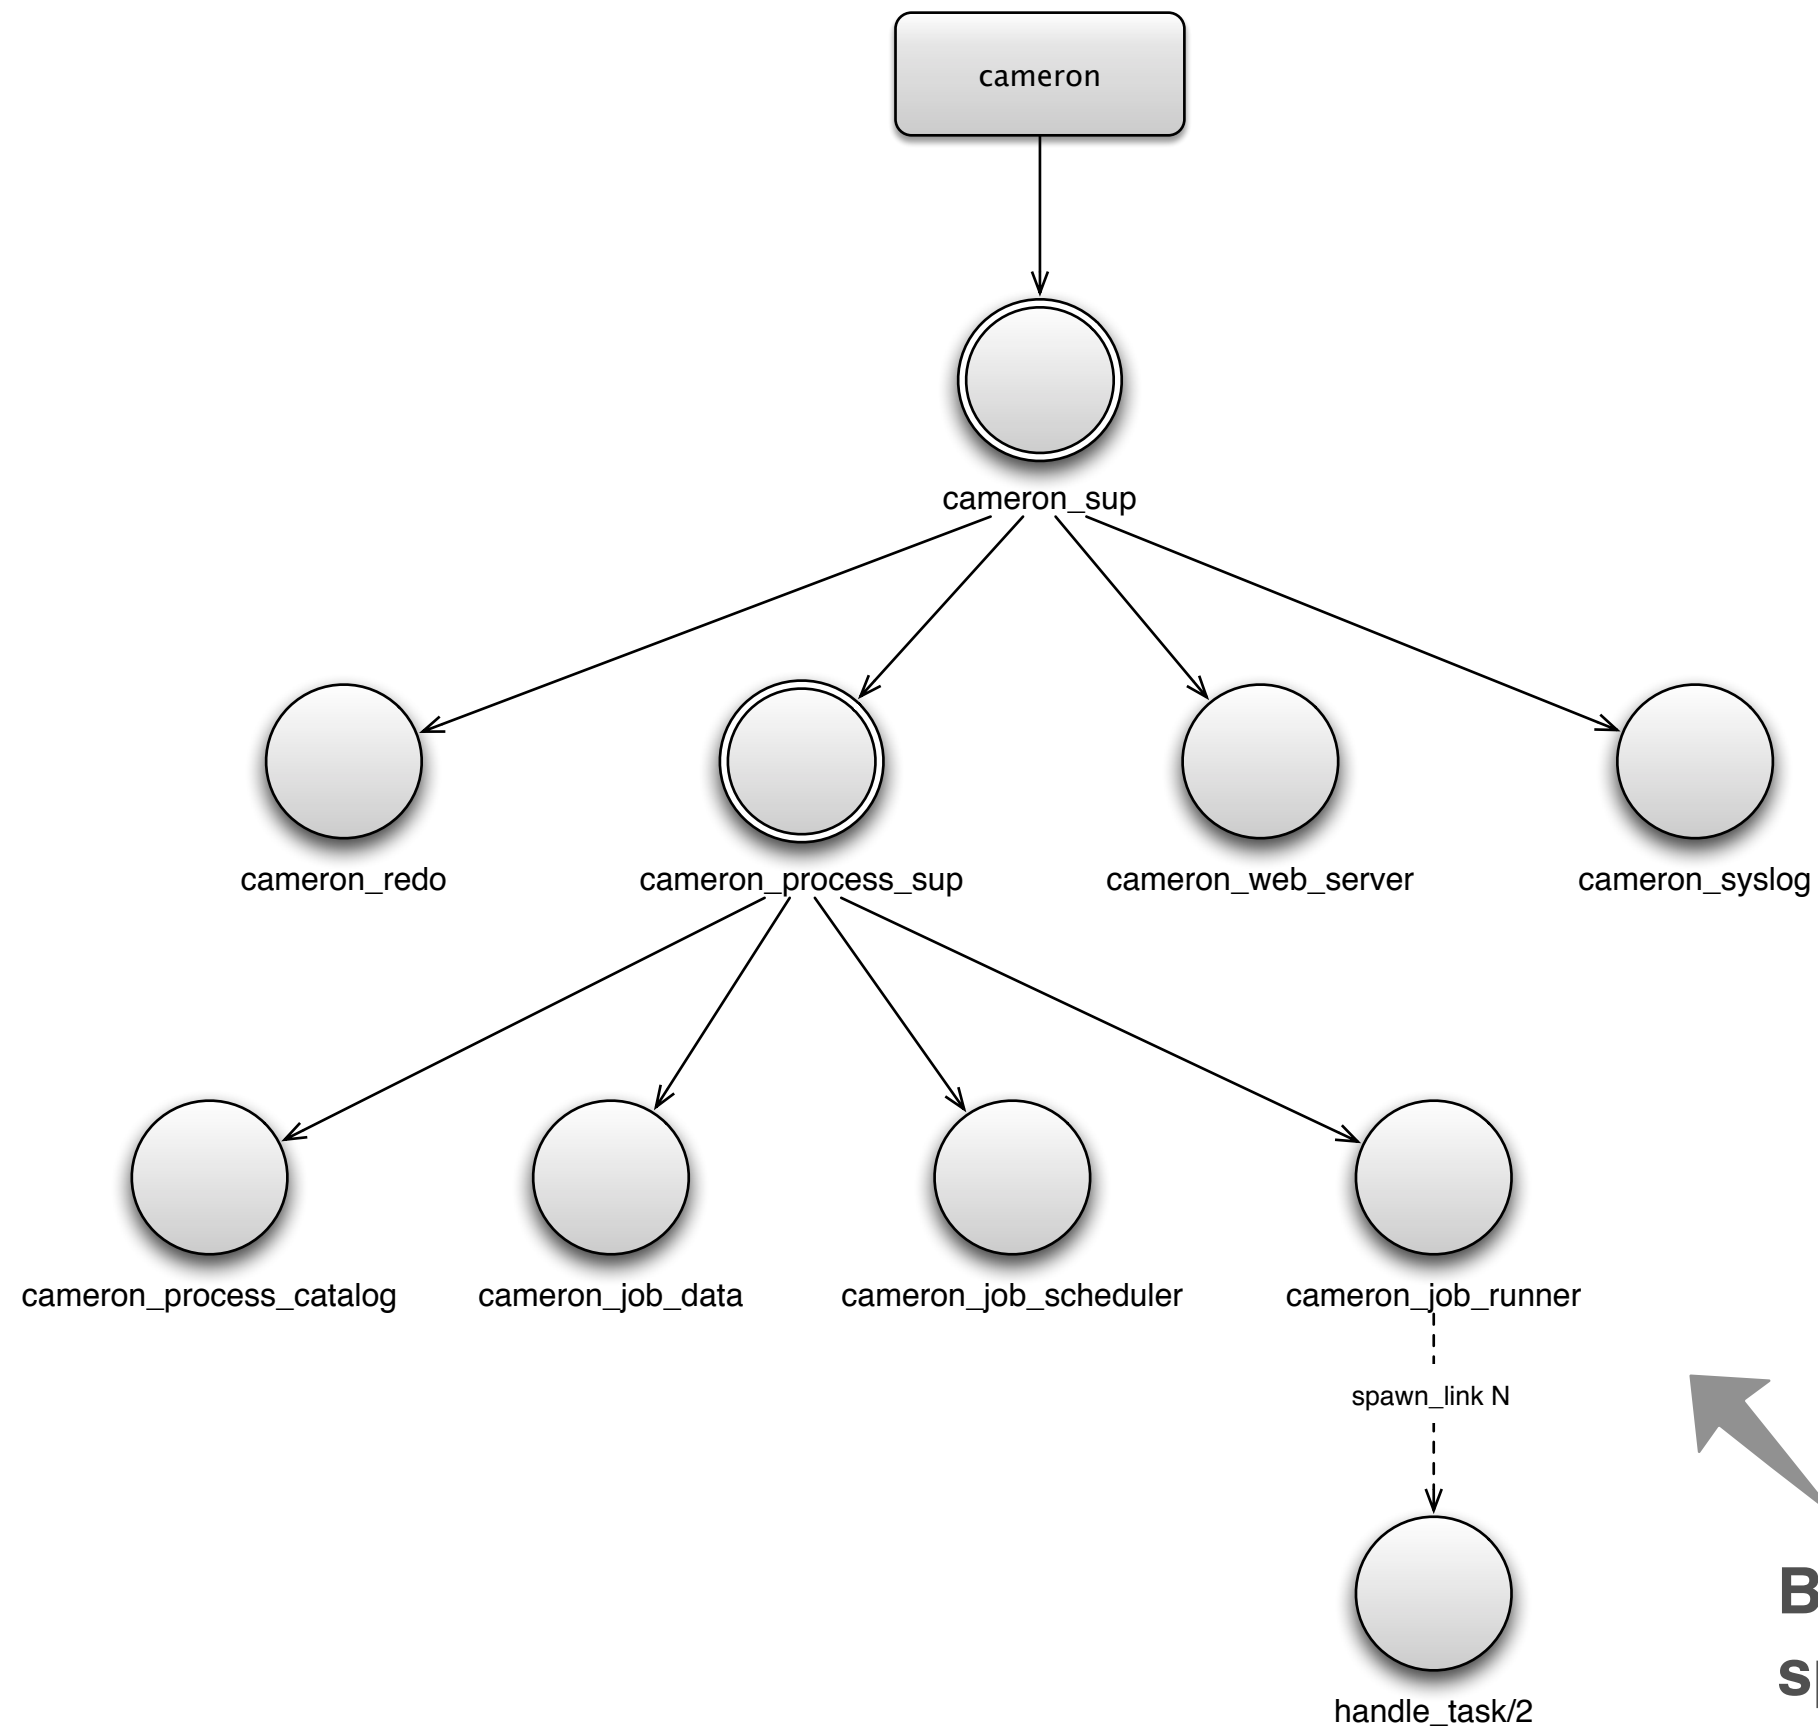 cameron
cameron_sup
cameron_redo
cameron_process_sup
cameron_web_server
cameron_syslog
cameron_process_catalog
cameron_job_data
cameron_job_scheduler
cameron_job_runner
spawn_link N
handle_task/2